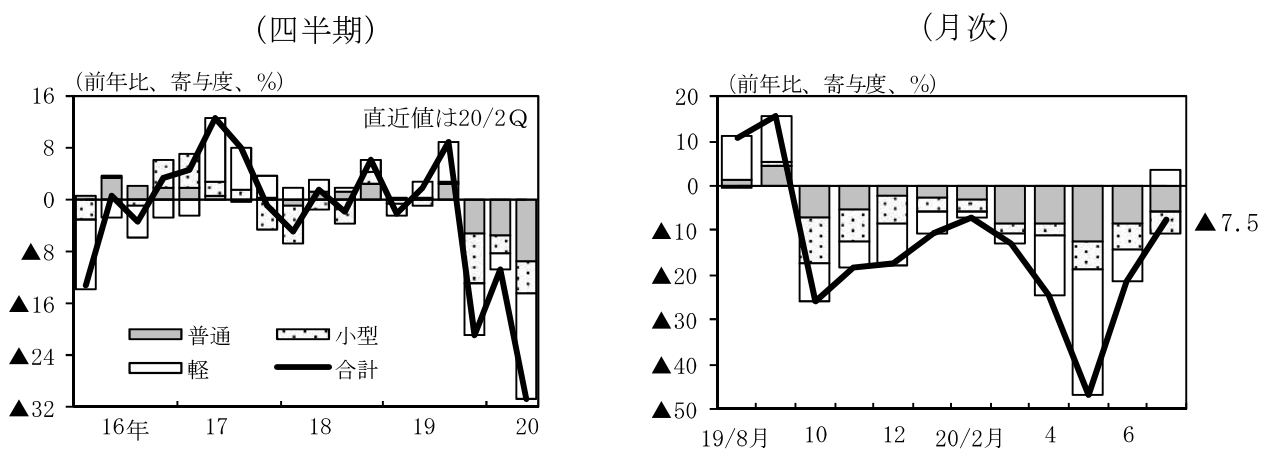 (四半期)
(前年比、寄与度、%)
直近値は20/2Q
16
8
0
▲8
▲16
▲24
▲32
普通
小型
軽
合計
16年 17 18 19 20
(月次)
(前年比、寄与度、%)
20
10
0
▲10
▲20
▲30
▲40
▲50
▲7.5
19/8月 10 12 20/2月 4 6